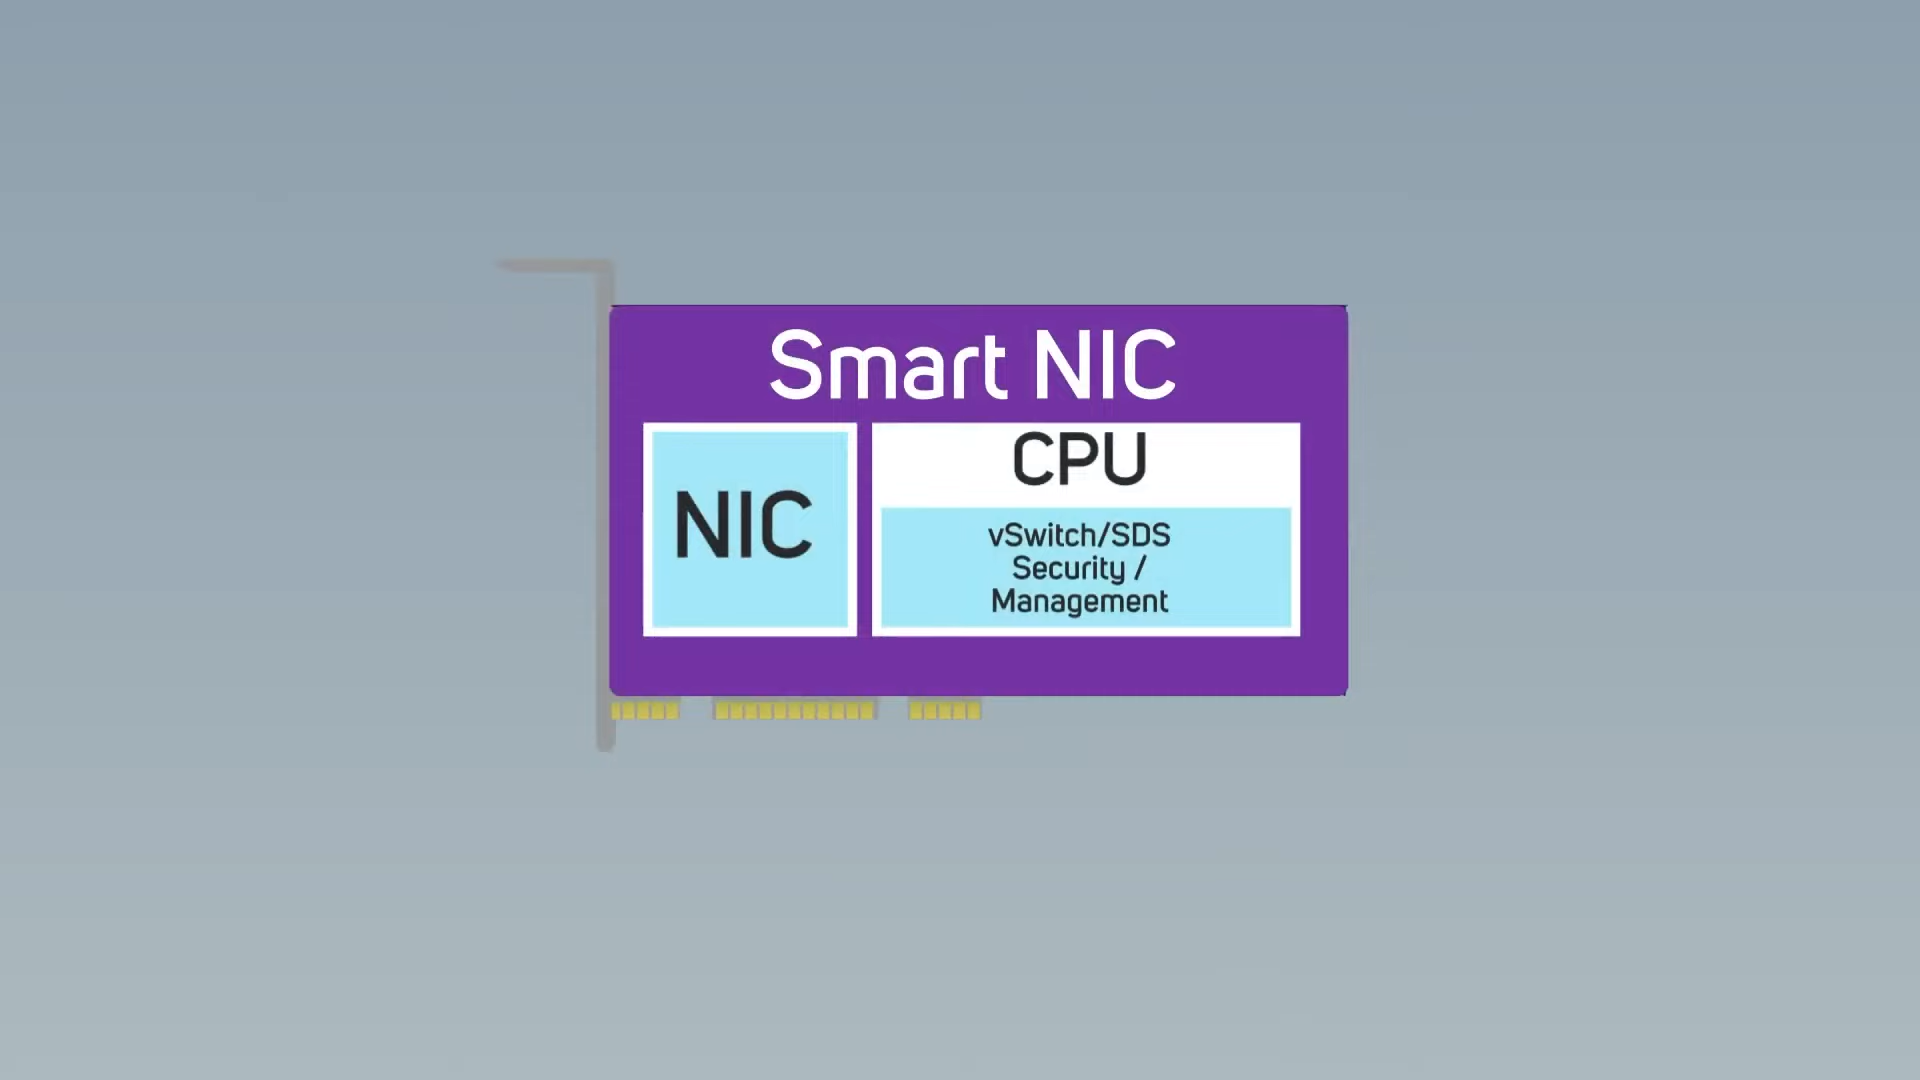 Smart NIC
NIC
CPU
vSwitch/SDS
Security /
Management